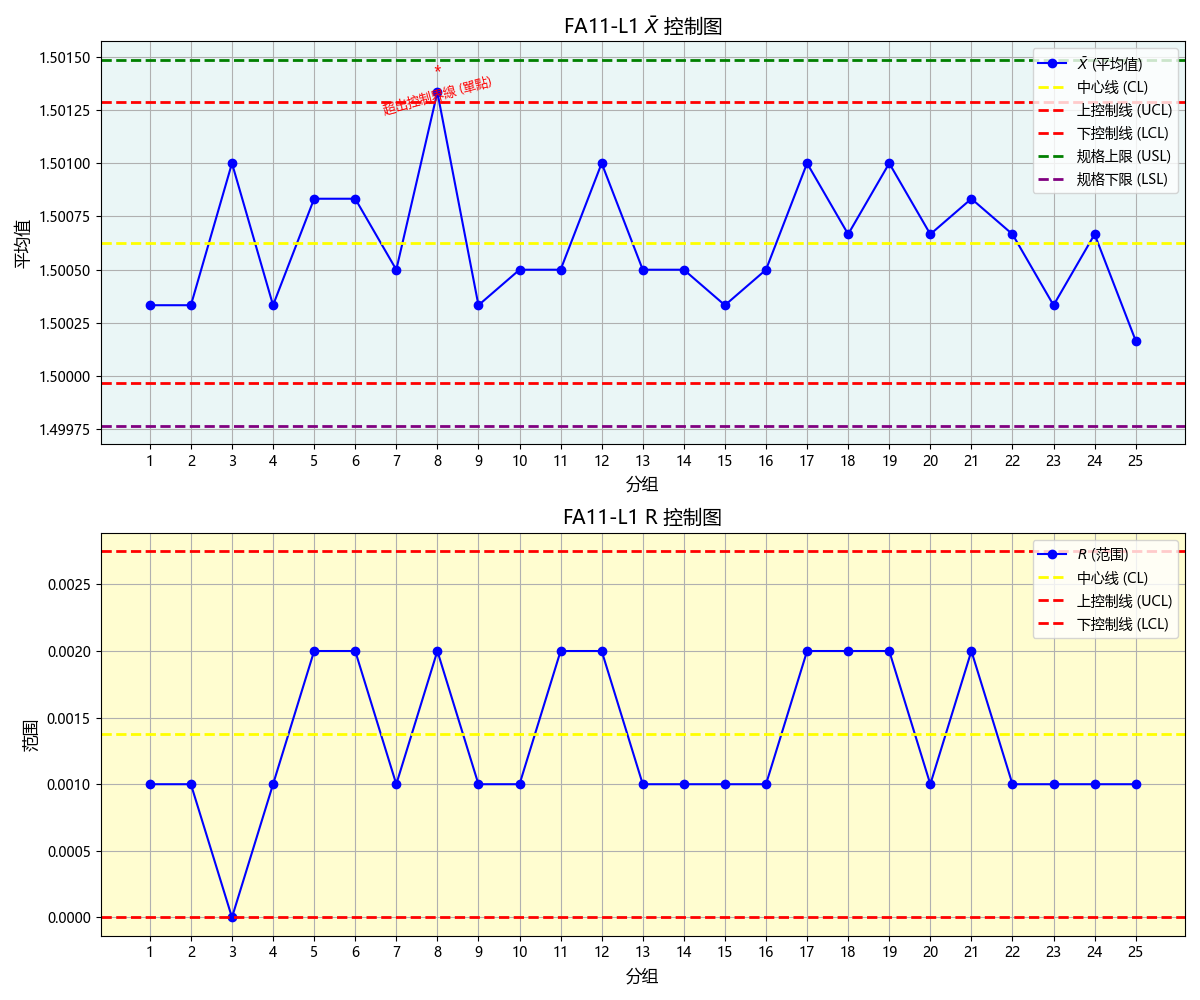 FA11-L1 X̄ 控制图
1.50150
1.50125
1.50100
1.50075
1.50050
1.50025
1.50000
1.49975
平均值
*
超出控制界線 (單點)
X̄ (平均值)
中心线 (CL)
上控制线 (UCL)
下控制线 (LCL)
规格上限 (USL)
规格下限 (LSL)
1 2 3 4 5 6 7 8 9 10 11 12 13 14 15 16 17 18 19 20 21 22 23 24 25
分组
FA11-L1 R 控制图
0.0025
0.0020
0.0015
0.0010
0.0005
0.0000
范围
R (范围)
中心线 (CL)
上控制线 (UCL)
下控制线 (LCL)
1 2 3 4 5 6 7 8 9 10 11 12 13 14 15 16 17 18 19 20 21 22 23 24 25
分组